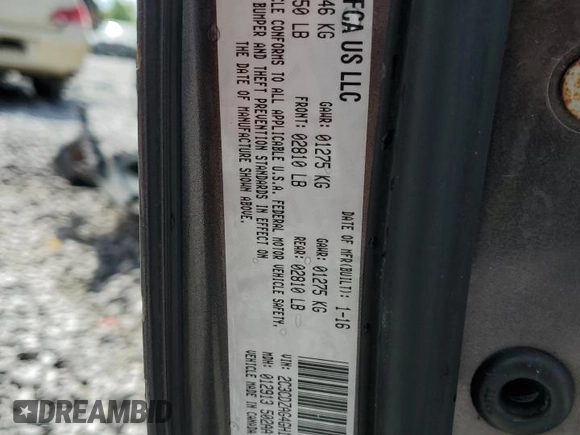 FCA US LLC
DATE OF MFR(BUILT): 1-16
46 KG GAWR: 01275 KG GAWR: 01275 KG
50 LB FRONT: 02810 LB REAR: 02810 LB
CONFORMS TO ALL APPLICABLE U.S.A. FEDERAL MOTOR VEHICLE SAFETY,
BUMPER AND THEFT PREVENTION STANDARDS IN EFFECT ON
THE DATE OF MANUFACTURE SHOWN ABOVE.
VIN:
MDH: 012913
VEHICLE MADE IN CANADA
DREAMBID